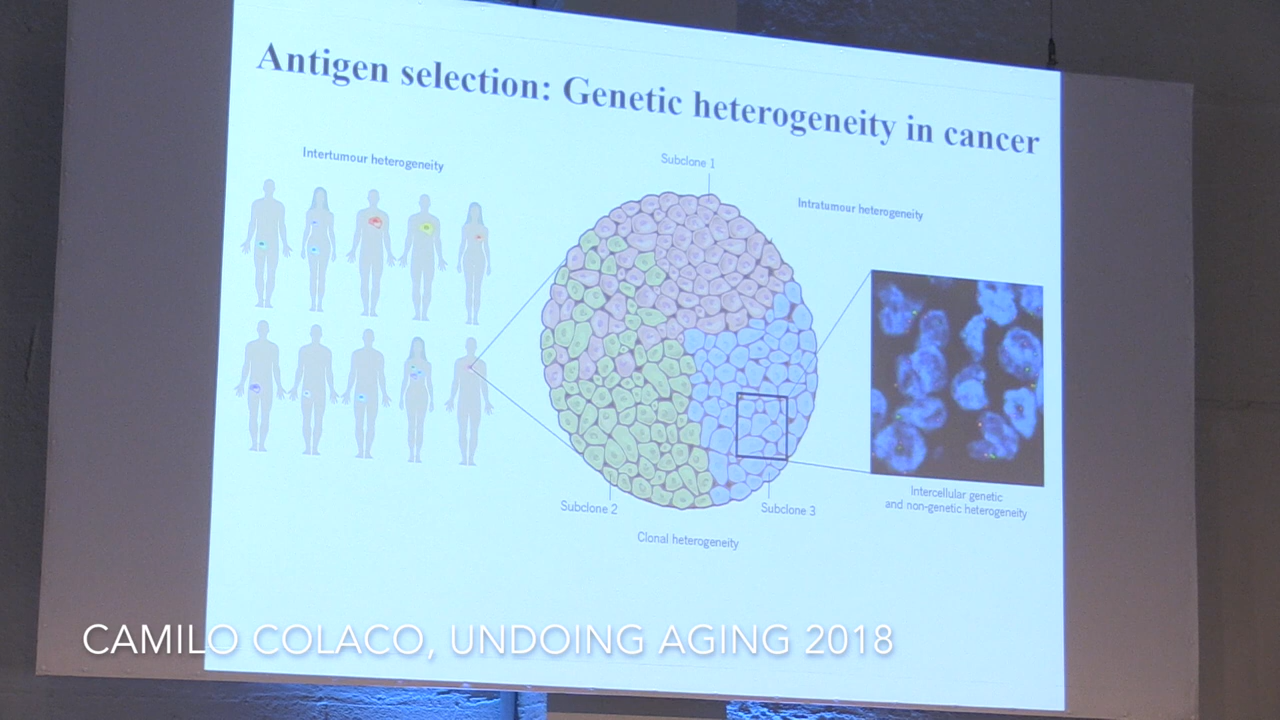 Antigen selection: Genetic heterogeneity in cancer
Intertumour heterogeneity
Subclone 1
Intratumour heterogeneity
Subclone 2
Subclone 3
Clonal heterogeneity
Intercellular genetic
and non-genetic heterogeneity
CAMILO COLACO, UNDOING AGING 2018